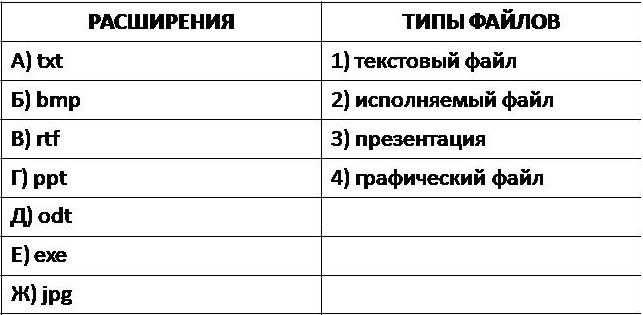 РАСШИРЕНИЯ ТИПЫ ФАЙЛОВ
А) txt 1) текстовый файл
Б) bmp 2) исполняемый файл
В) rtf 3) презентация
Г) ppt 4) графический файл
Д) odt
Е) exe
Ж) jpg